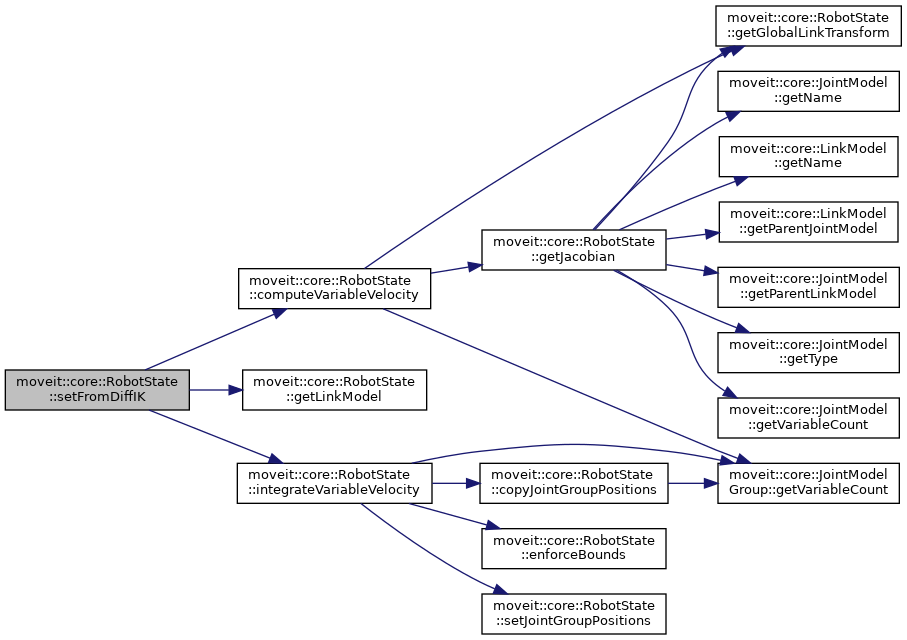 moveit::core::RobotState
::setFromDiffIK
moveit::core::RobotState
::computeVariableVelocity
moveit::core::RobotState
::getLinkModel
moveit::core::RobotState
::integrateVariableVelocity
moveit::core::RobotState
::getJacobian
moveit::core::RobotState
::copyJointGroupPositions
moveit::core::RobotState
::enforceBounds
moveit::core::RobotState
::setJointGroupPositions
moveit::core::RobotState
::getGlobalLinkTransform
moveit::core::JointModel
::getName
moveit::core::LinkModel
::getName
moveit::core::LinkModel
::getParentJointModel
moveit::core::JointModel
::getParentLinkModel
moveit::core::JointModel
::getType
moveit::core::JointModel
::getVariableCount
moveit::core::JointModel
Group::getVariableCount